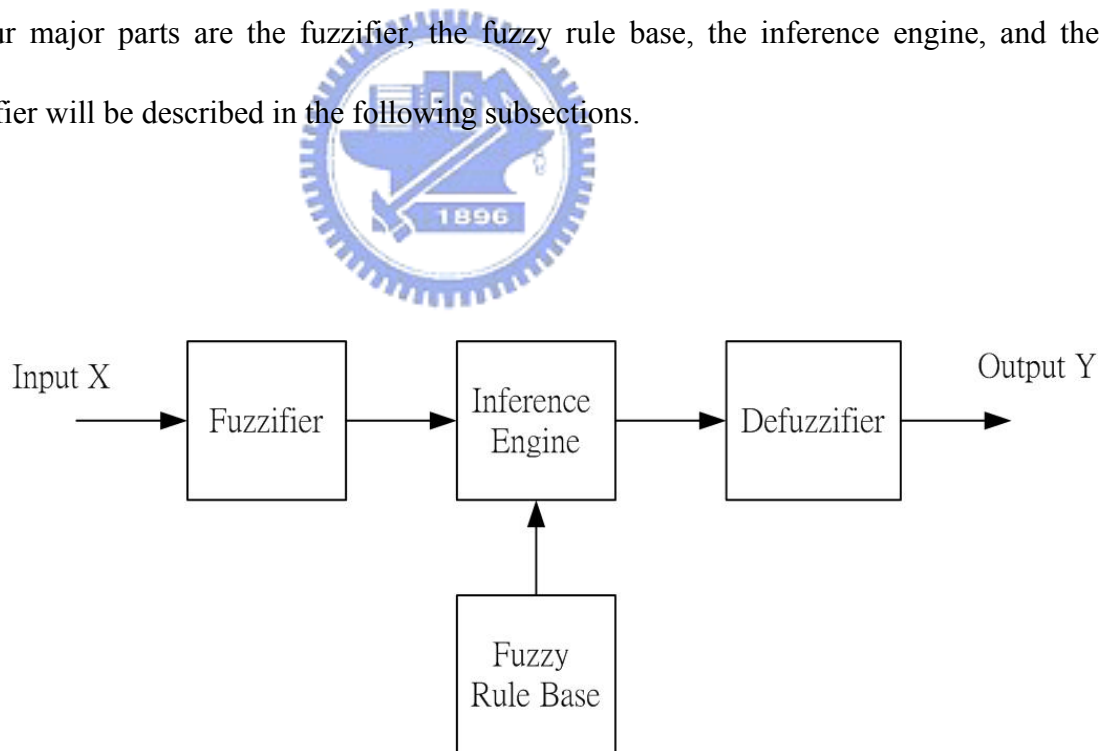 ur major parts are the fuzzifier, the fuzzy rule base, the inference engine, and the
fier will be described in the following subsections.
1896
Input X
Fuzzifier
Inference
Engine
Defuzzifier
Output Y
Fuzzy
Rule Base